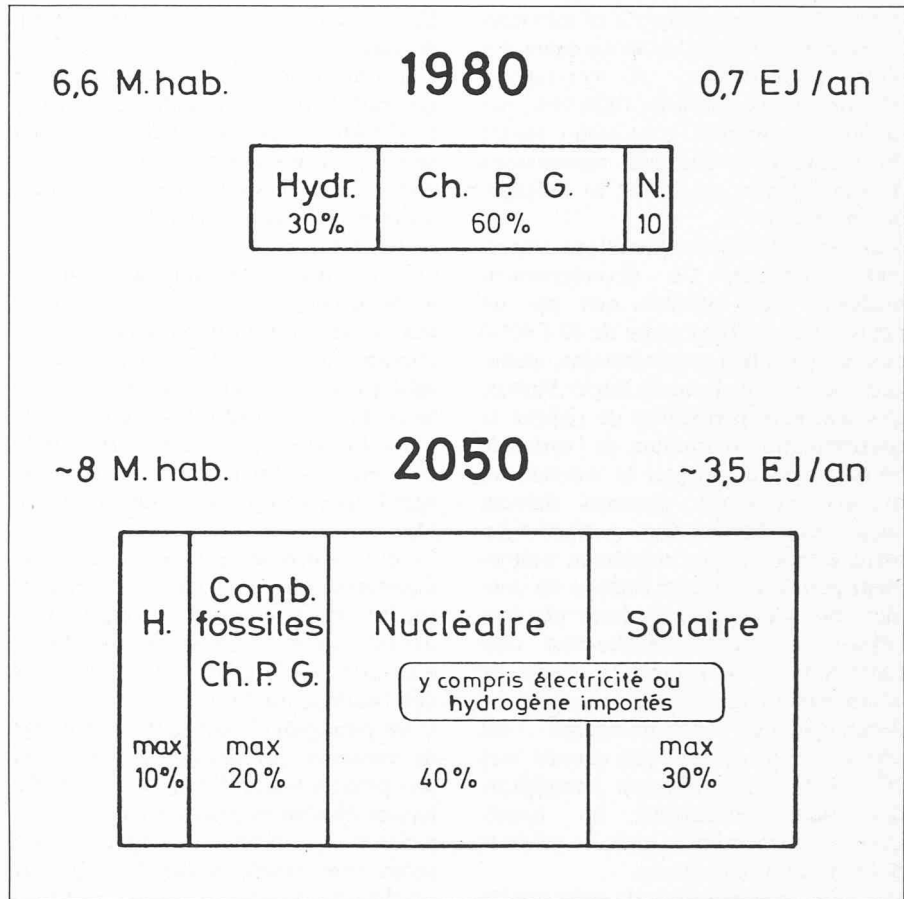 6,6 M. hab. 1980 0,7 EJ/an
Hydr. Ch. P. G. N.
30% 60% 10
~8 M. hab. 2050 ~3,5 EJ/an
Comb.
H. fossiles Nucléaire Solaire
Ch. P. G.
y compris électricité ou
hydrogène importés
max max max
10% 20% 40% 30%